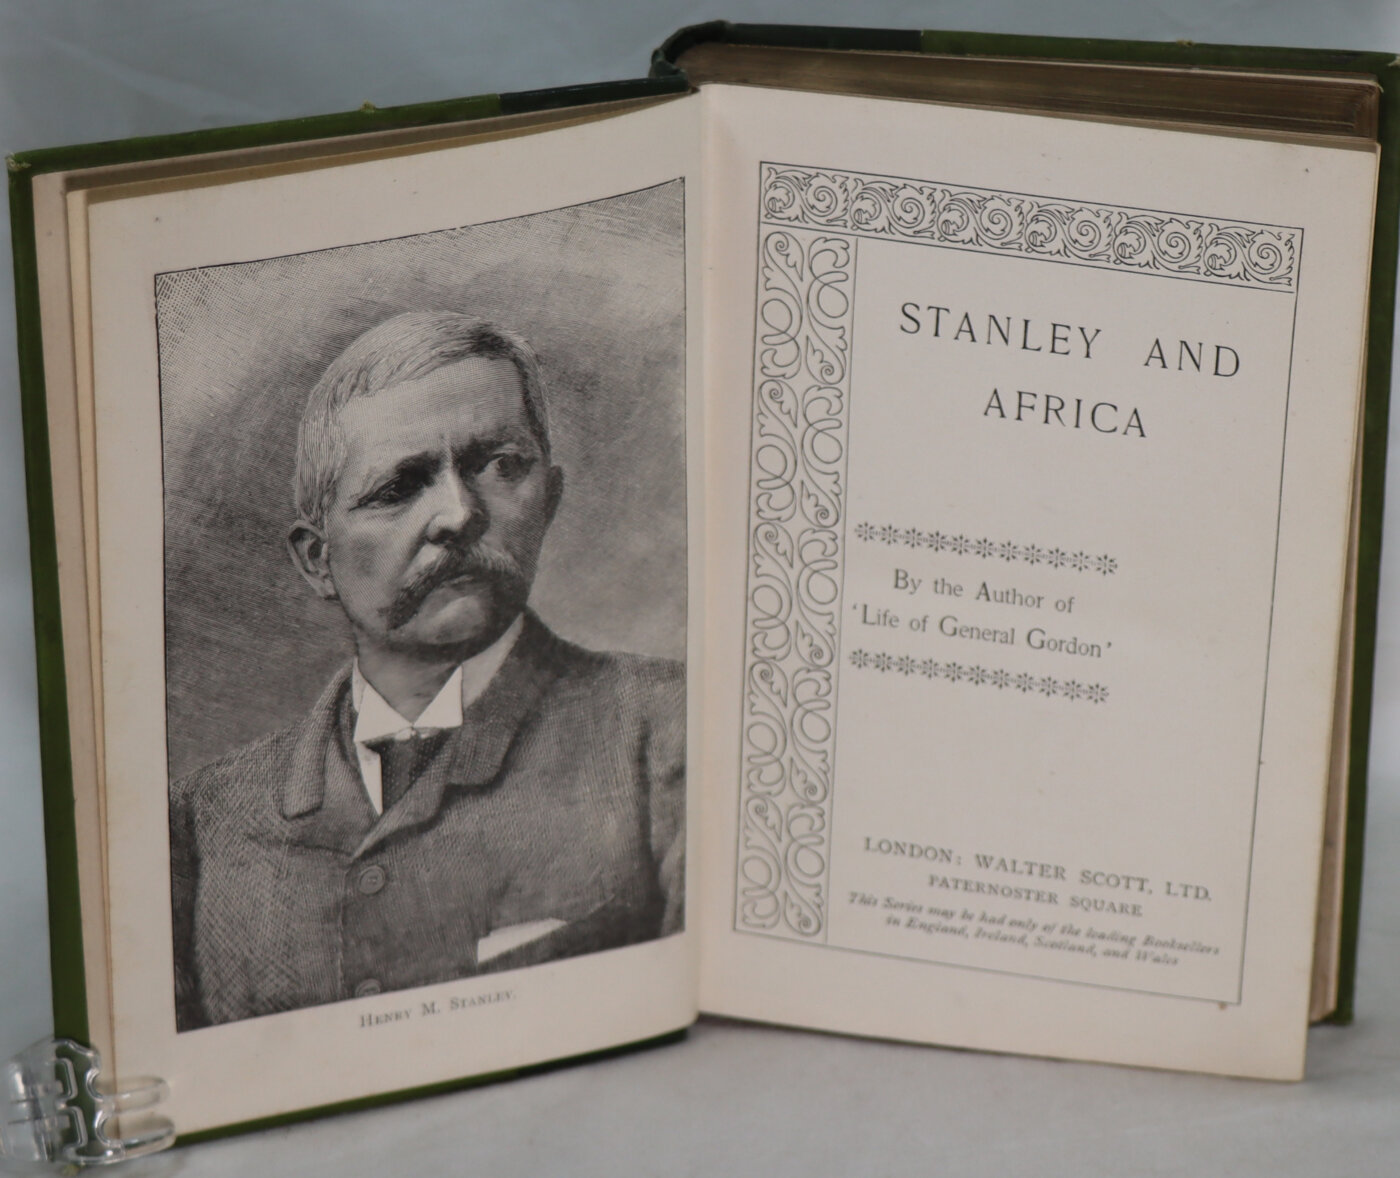 HENRY M. STANLEY.
STANLEY AND
AFRICA
By the Author of
'Life of General Gordon'
LONDON: WALTER SCOTT, LTD.
PATERNOSTER SQUARE
This Series may be had only of the leading Booksellers
in England, Ireland, Scotland, and Wales